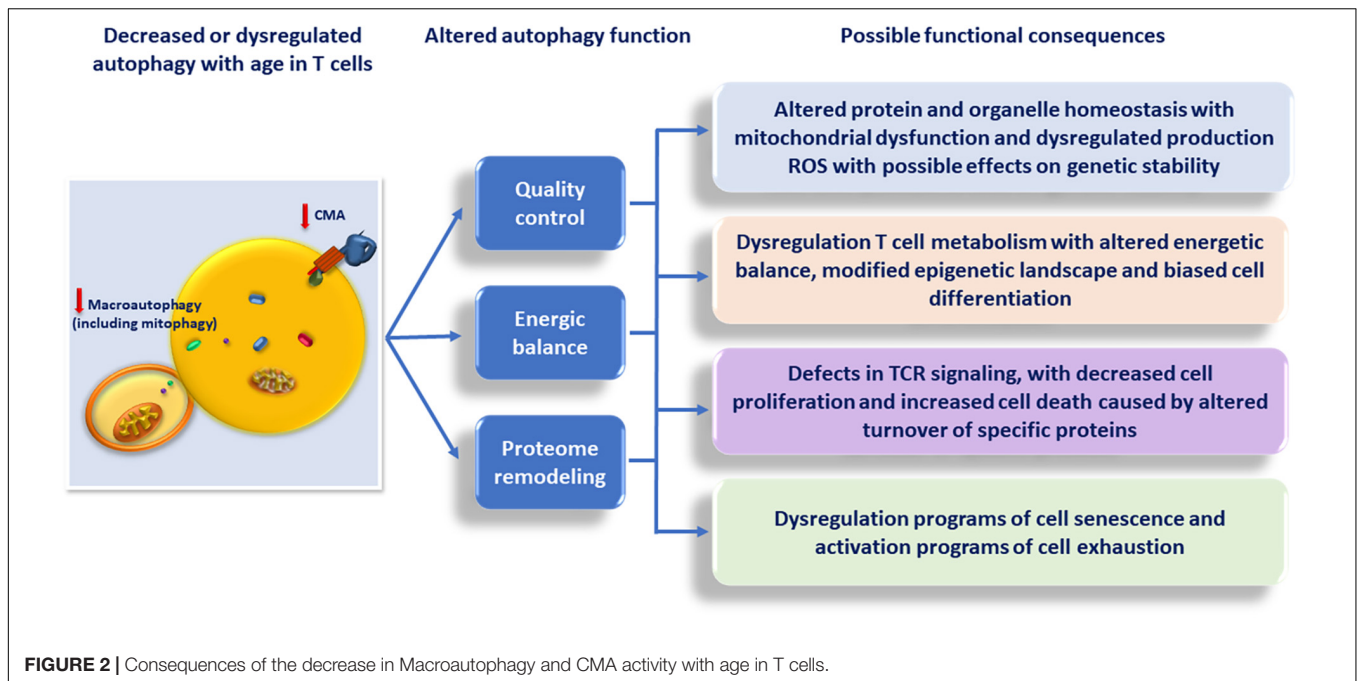 Decreased or dysregulated
autophagy with age in T cells
Altered autophagy function
Possible functional consequences
CMA
Macroautophagy
(including mitophagy)
Quality
control
Energic
balance
Proteome
remodeling
Altered protein and organelle homeostasis with
mitochondrial dysfunction and dysregulated production
ROS with possible effects on genetic stability
Dysregulation T cell metabolism with altered energetic
balance, modified epigenetic landscape and biased cell
differentiation
Defects in TCR signaling, with decreased cell
proliferation and increased cell death caused by altered
turnover of specific proteins
Dysregulation programs of cell senescence and
activation programs of cell exhaustion
FIGURE 2 | Consequences of the decrease in Macroautophagy and CMA activity with age in T cells.